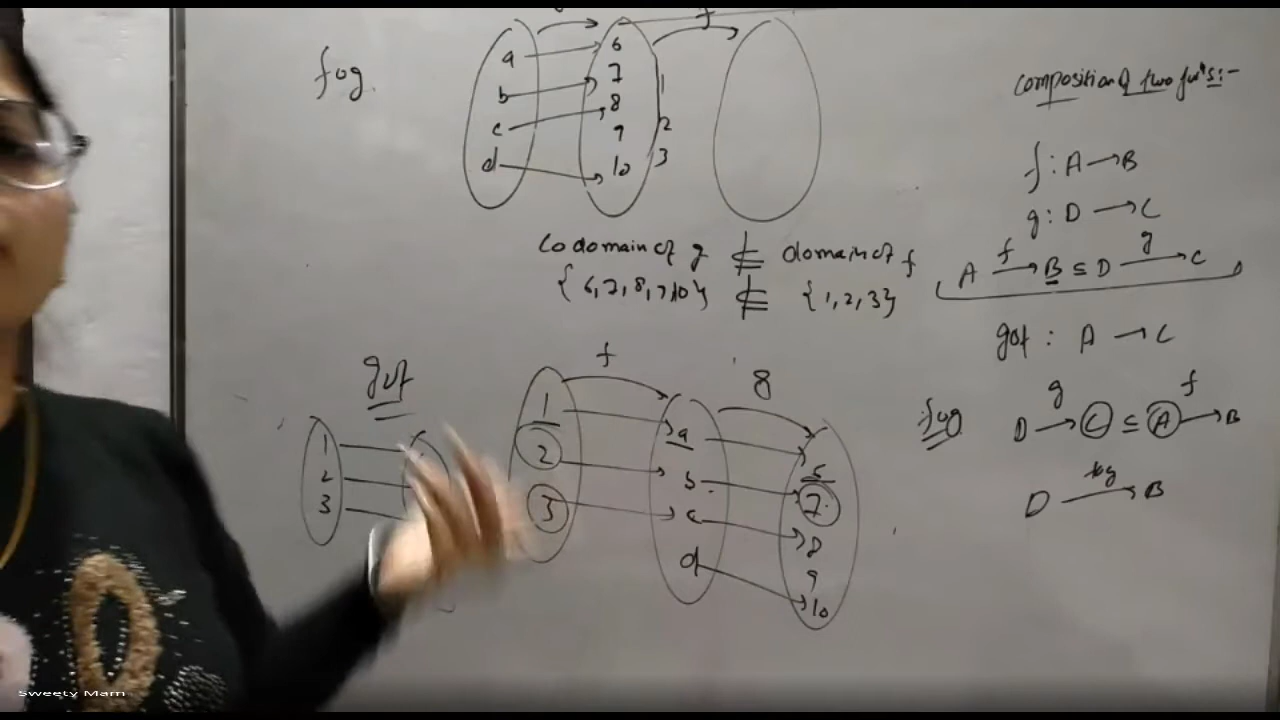 fog.
f
a
b
c
d
6
7
8
9
10
1
2
3
Codomain of g ⊈ domain of f
{6,7,8,9,10} ⊈ {1,2,3}
Composition of two fun's:-
f : A → B
g : D → C
A f→ B ⊆ D g→ C
gof : A → C
fog D g→ C ⊆ A f→ B
D fog→ B
gof
1
2
3
f
1
2
3
a
b
c
d
g
6
7
8
9
10
Sweety Mam